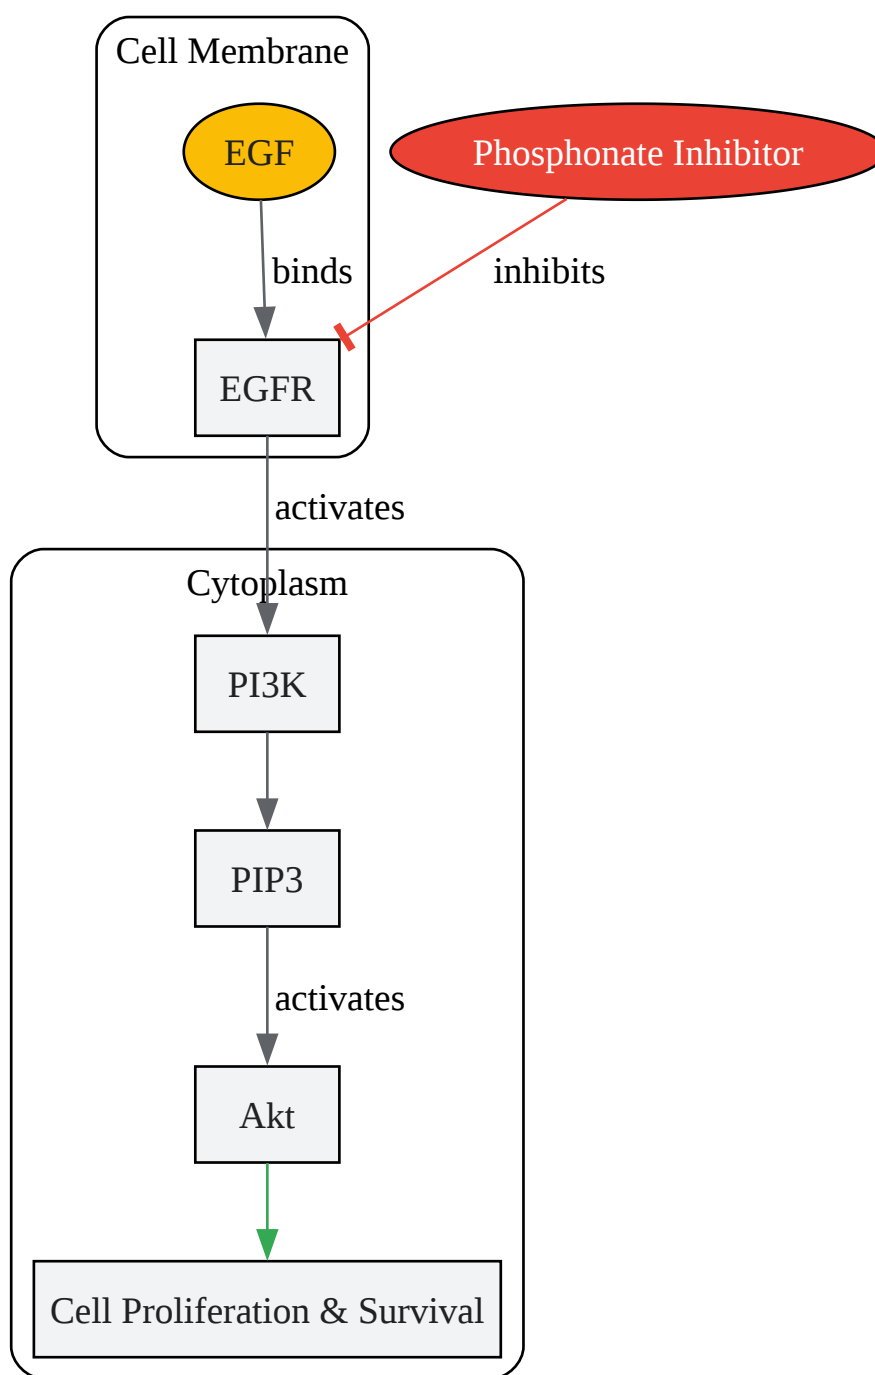 Cell Membrane
EGF
Phosphonate Inhibitor
binds
inhibits
EGFR
activates
Cytoplasm
PI3K
PIP3
activates
Akt
Cell Proliferation & Survival